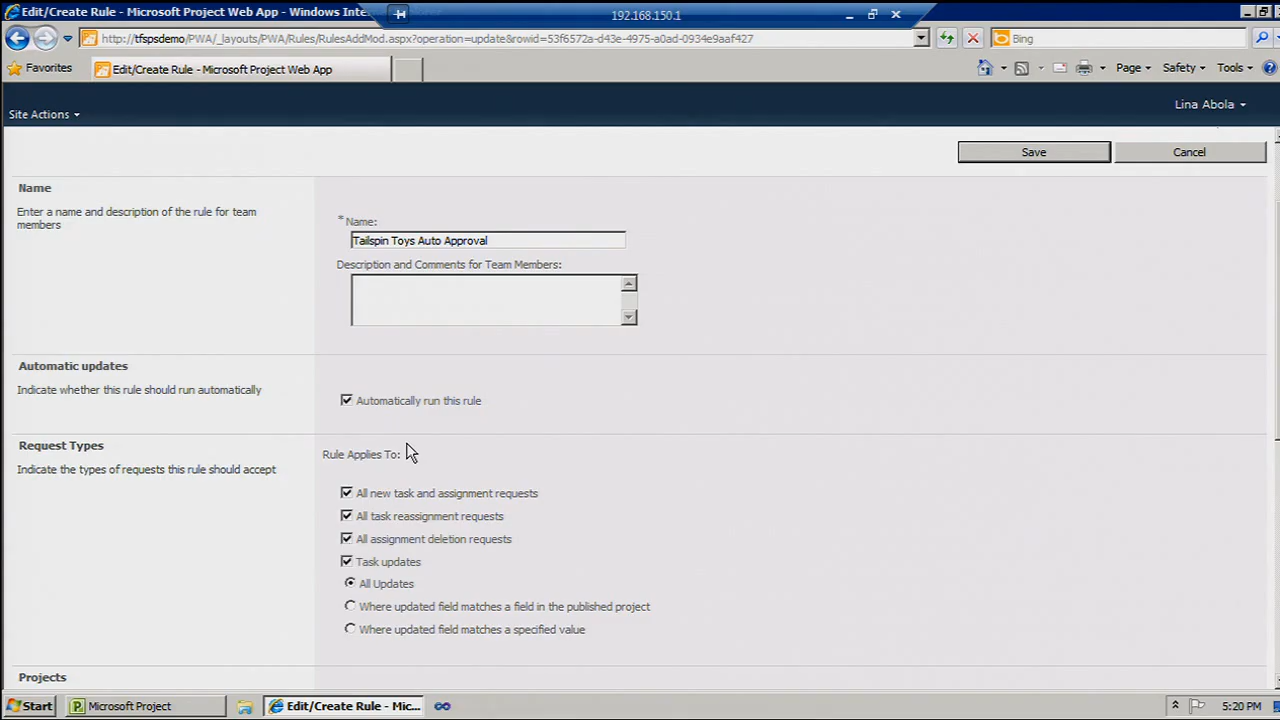 Edit/Create Rule - Microsoft Project Web App - Windows Inte
192.168.150.1
http://tfspsdemo/PWA/_layouts/PWA/Rules/RulesAddMod.aspx?operation=update&rowid=53f6572a-d43e-4975-a0ad-0934e9aaf427
Bing
Favorites
Edit/Create Rule - Microsoft Project Web App
Page
Safety
Tools
Site Actions
Lina Abola
Save
Cancel
Name
Enter a name and description of the rule for team
members
* Name:
Tailspin Toys Auto Approval
Description and Comments for Team Members:
Automatic updates
Indicate whether this rule should run automatically
Automatically run this rule
Request Types
Indicate the types of requests this rule should accept
Rule Applies To:
All new task and assignment requests
All task reassignment requests
All assignment deletion requests
Task updates
All Updates
Where updated field matches a field in the published project
Where updated field matches a specified value
Projects
Start
Microsoft Project
Edit/Create Rule - Mic...
5:20 PM